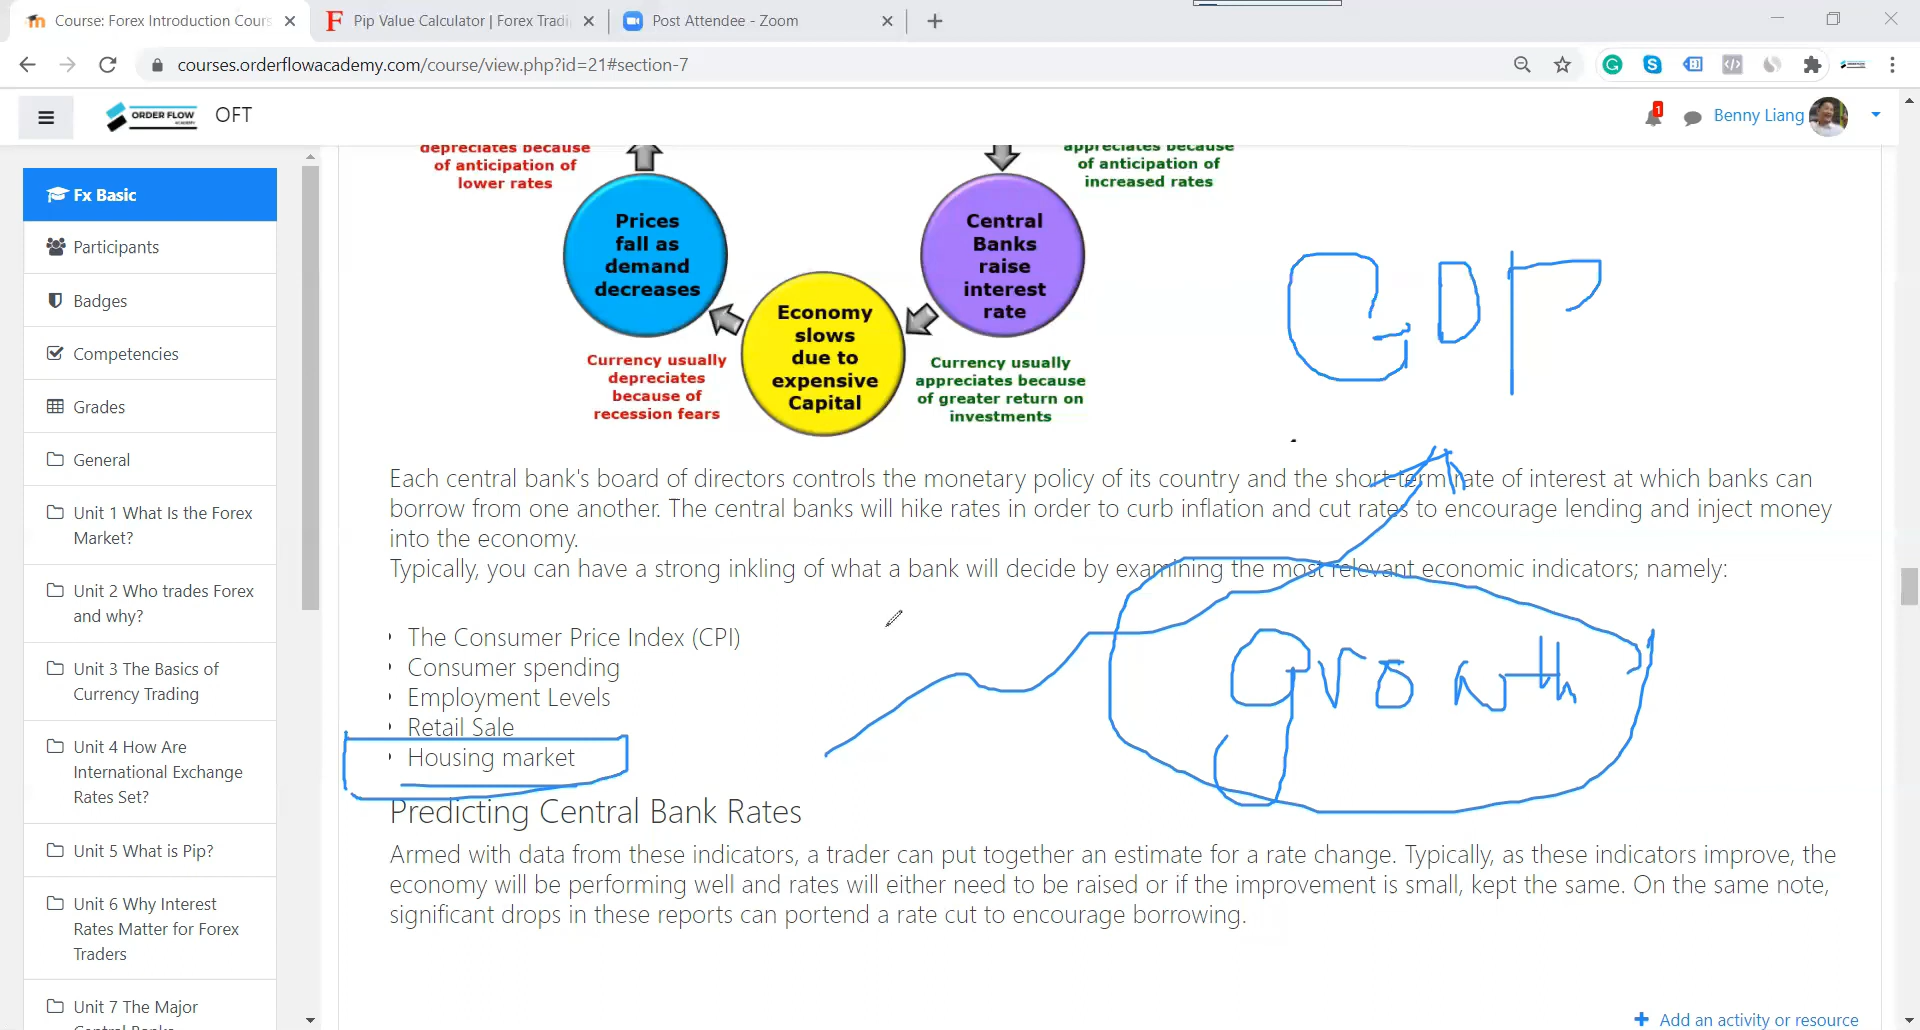 Course: Forex Introduction Cours
Pip Value Calculator | Forex Tradi
Post Attendee - Zoom
courses.orderflowacademy.com/course/view.php?id=21#section-7
ORDER FLOW
ACADEMY
OFT
1
Benny Liang
Fx Basic
Participants
Badges
Competencies
Grades
General
Unit 1 What Is the Forex
Market?
Unit 2 Who trades Forex
and why?
Unit 3 The Basics of
Currency Trading
Unit 4 How Are
International Exchange
Rates Set?
Unit 5 What is Pip?
Unit 6 Why Interest
Rates Matter for Forex
Traders
Unit 7 The Major
Central Banks
depreciates because
of anticipation of
lower rates
appreciates because
of anticipation of
increased rates
Prices
fall as
demand
decreases
Central
Banks
raise
interest
rate
Economy
slows
due to
expensive
Capital
Currency usually
depreciates
because of
recession fears
Currency usually
appreciates because
of greater return on
investments
GDP
Each central bank's board of directors controls the monetary policy of its country and the short-term rate of interest at which banks can
borrow from one another. The central banks will hike rates in order to curb inflation and cut rates to encourage lending and inject money
into the economy.
Typically, you can have a strong inkling of what a bank will decide by examining the most relevant economic indicators; namely:
• The Consumer Price Index (CPI)
• Consumer spending
• Employment Levels
• Retail Sale
• Housing market
growth
Predicting Central Bank Rates
Armed with data from these indicators, a trader can put together an estimate for a rate change. Typically, as these indicators improve, the
economy will be performing well and rates will either need to be raised or if the improvement is small, kept the same. On the same note,
significant drops in these reports can portend a rate cut to encourage borrowing.
+ Add an activity or resource